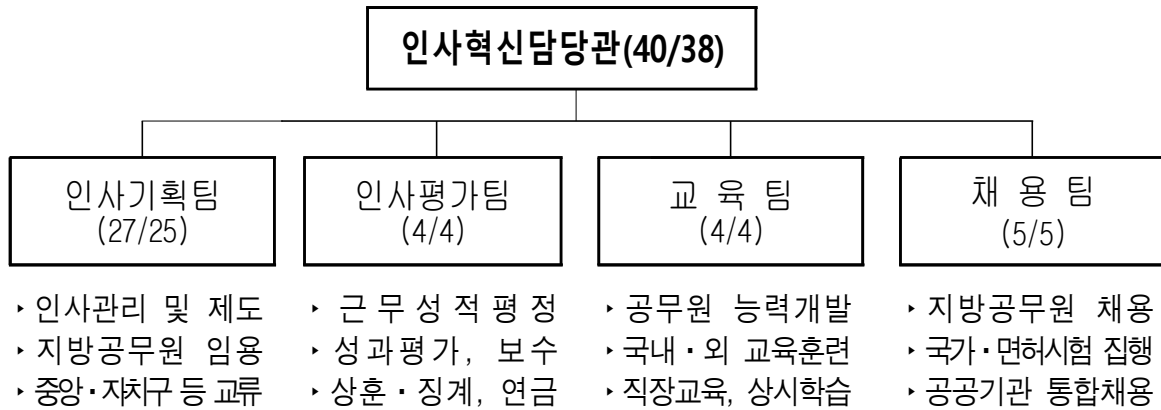 인사혁신담당관(40/38)
인사기획팀
(27/25)
‣ 인사관리 및 제도
‣ 지방공무원 임용
‣ 중앙·자치구 등 교류
인사평가팀
(4/4)
‣ 근무성적평정
‣ 성과평가, 보수
‣ 상훈·징계, 연금
교 육 팀
(4/4)
‣ 공무원 능력개발
‣ 국내·외 교육훈련
‣ 직장교육, 상시학습
채 용 팀
(5/5)
‣ 지방공무원 채용
‣ 국가·면허시험 집행
‣ 공공기관 통합채용